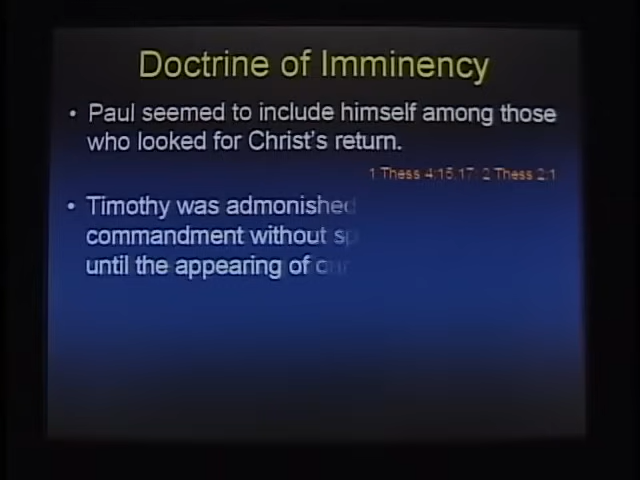 Doctrine of Imminency
• Paul seemed to include himself among those
who looked for Christ's return.
1 Thess 4:15,17; 2 Thess 2:1
• Timothy was admonished
commandment without
until the appearing of